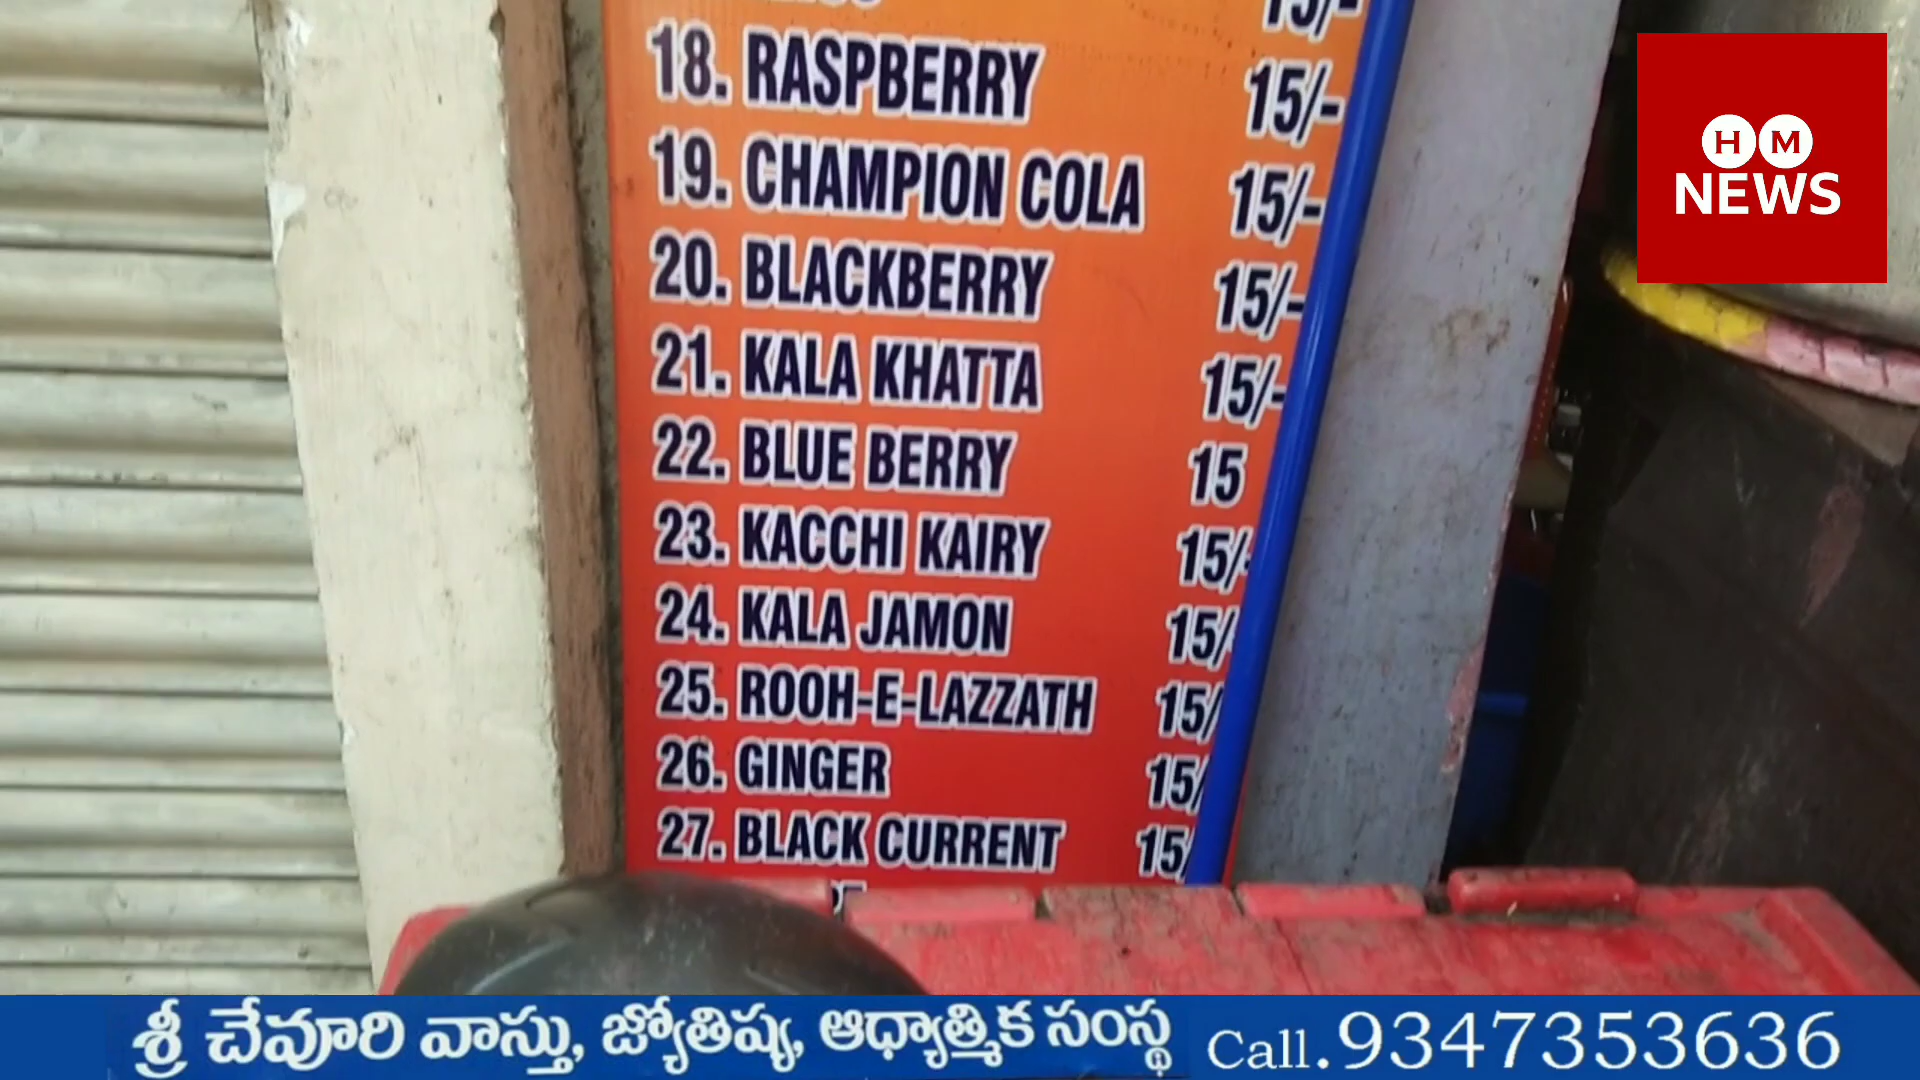 18. RASPBERRY 15/-
19. CHAMPION COLA 15/-
20. BLACKBERRY 15/-
21. KALA KHATTA 15/-
22. BLUE BERRY 15
23. KACCHI KAIRY 15/-
24. KALA JAMON 15/
25. ROOH-E-LAZZATH 15/
26. GINGER 15/
27. BLACK CURRENT 15/
H M
NEWS
శ్రీ చేవూరి వాస్తు, జ్యోతిష్య, ఆధ్యాత్మిక సంస్థ Call.9347353636